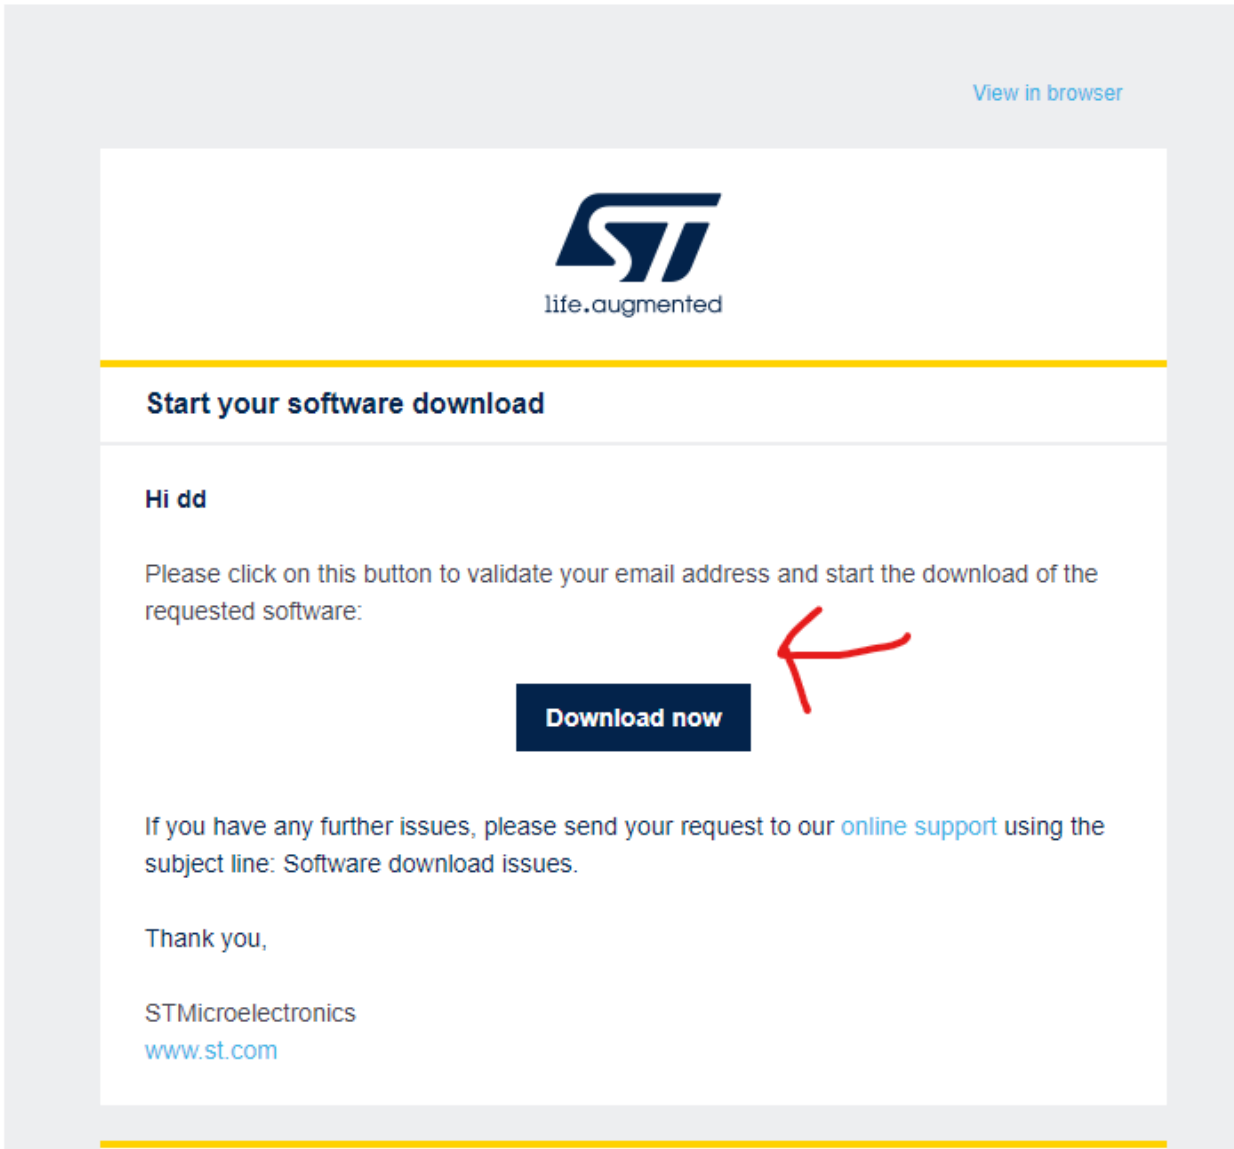 View in browser
ST
life.augmented
Start your software download
Hi dd
Please click on this button to validate your email address and start the download of the
requested software:
Download now
If you have any further issues, please send your request to our online support using the
subject line: Software download issues.
Thank you,
STMicroelectronics
www.st.com